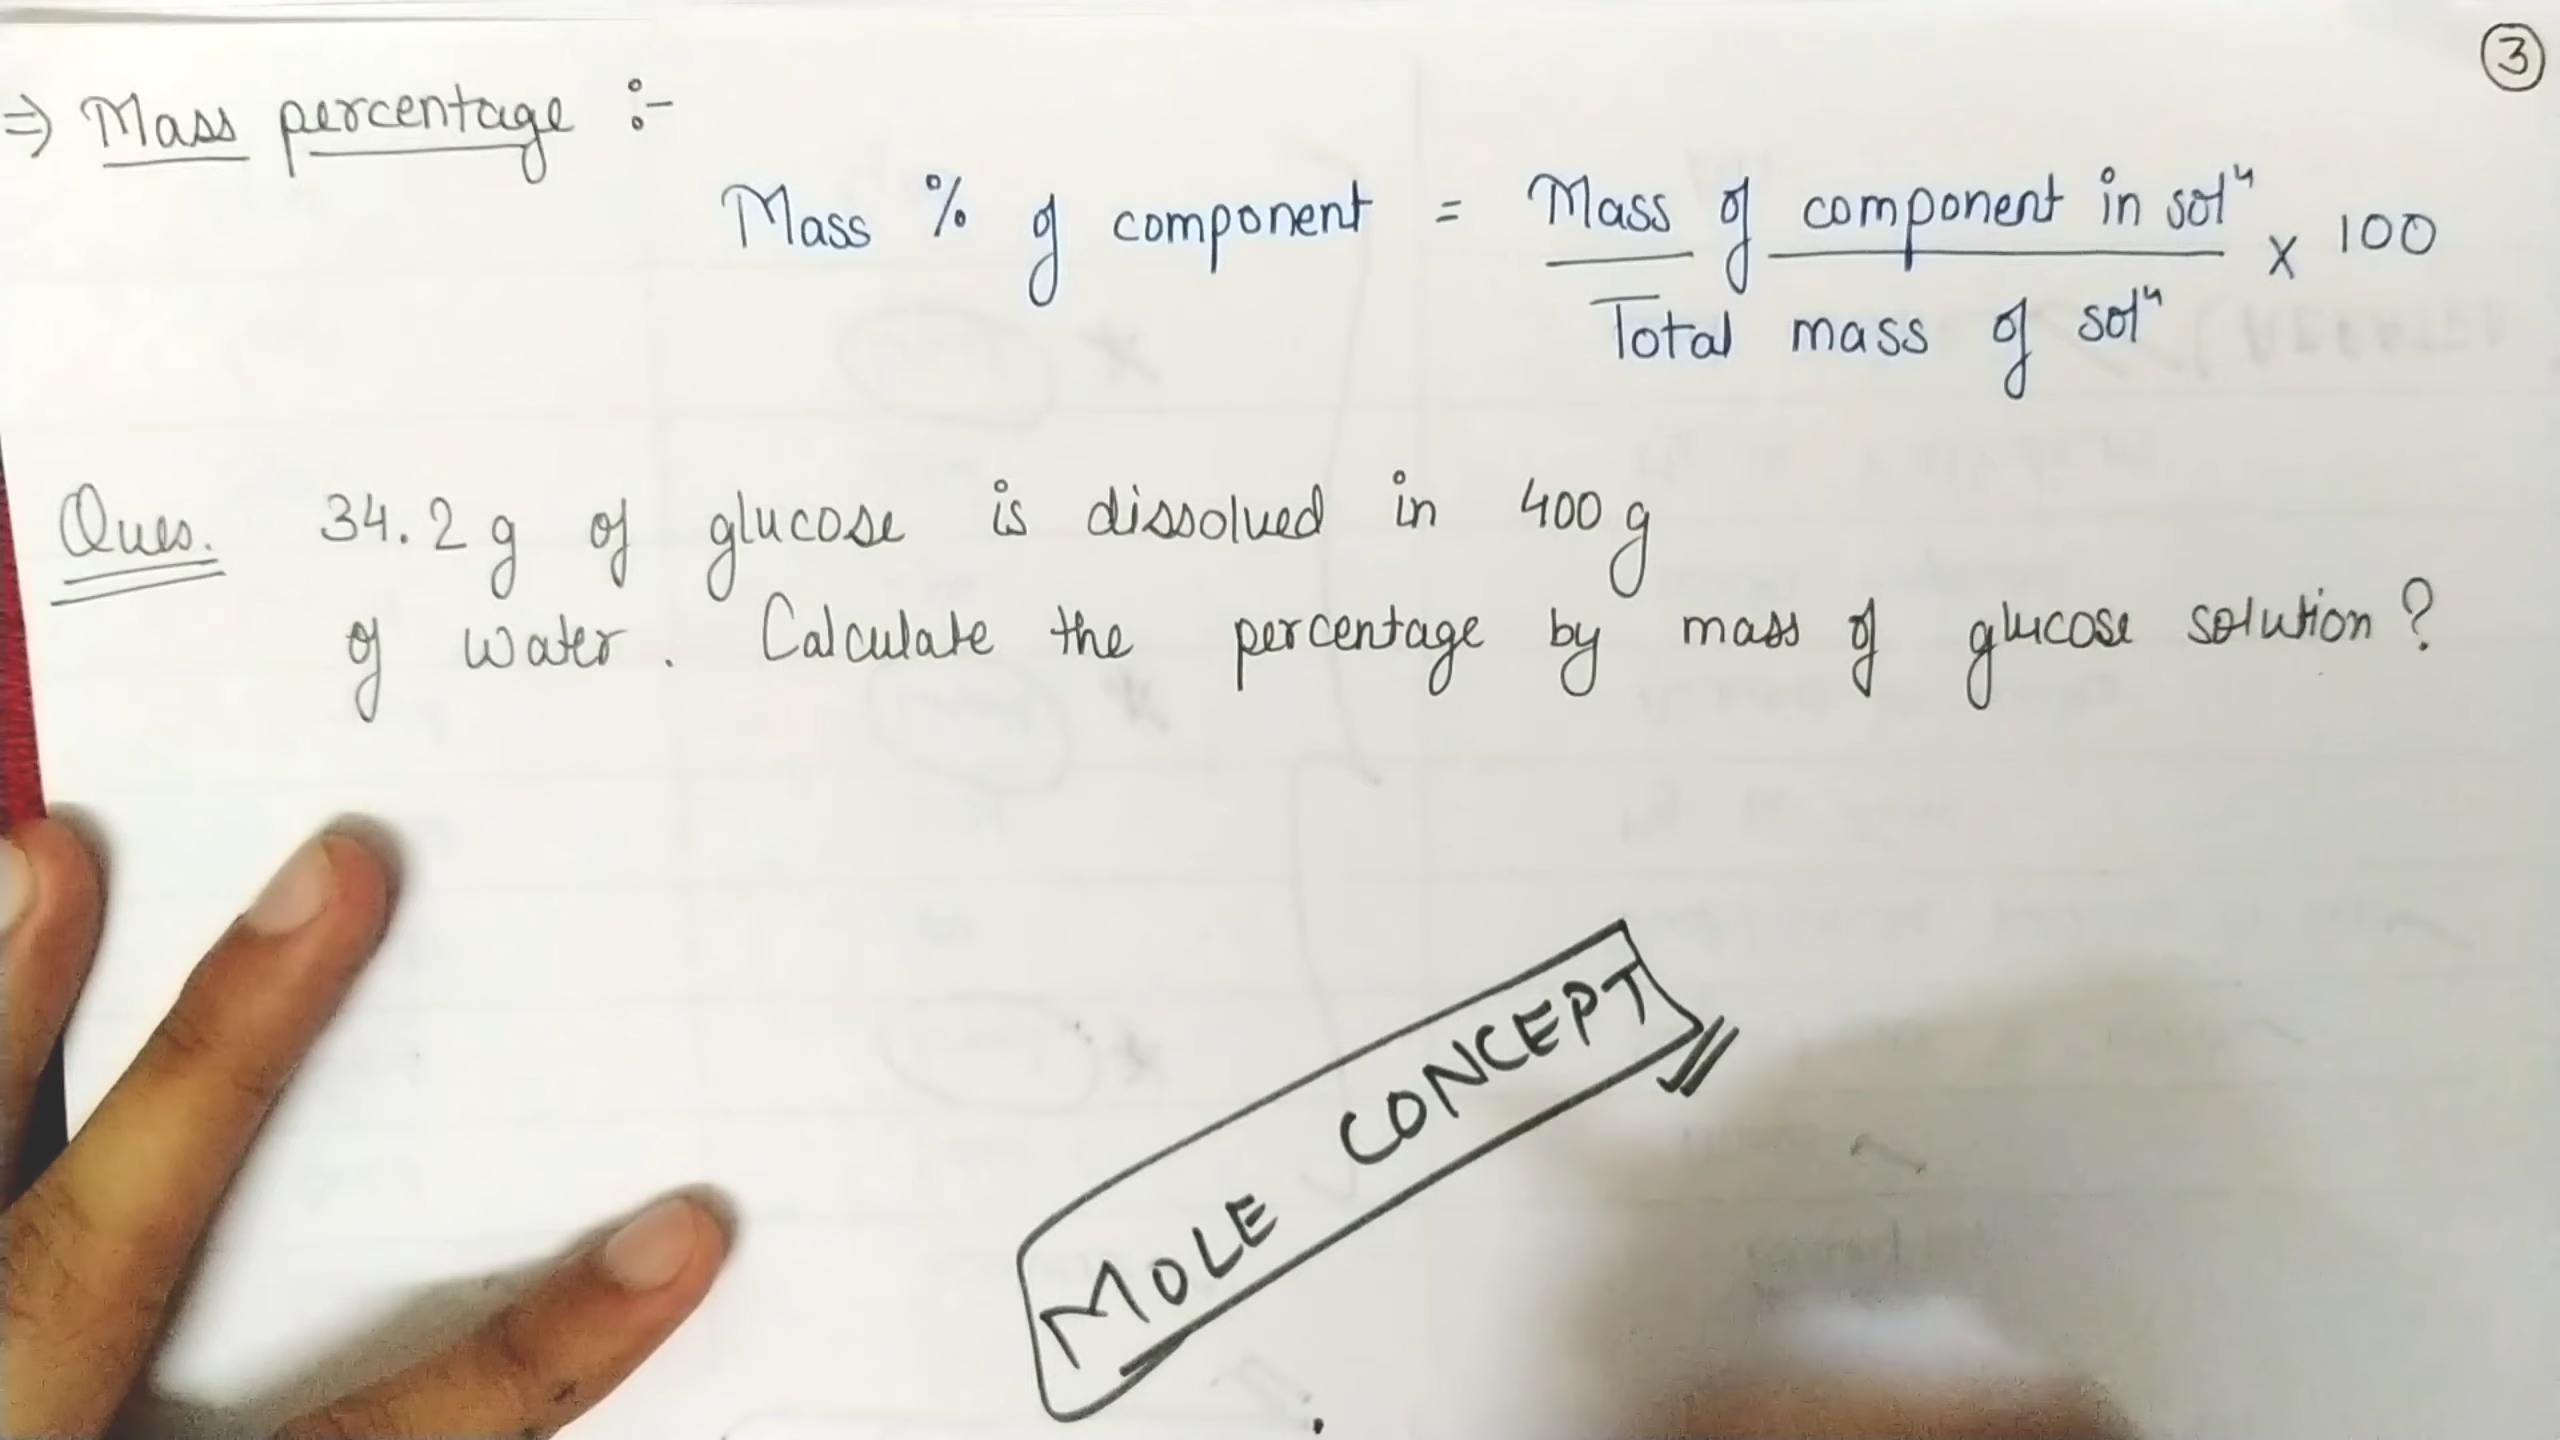 3
⇒ Mass percentage :-
Mass % of component = Mass of component in solⁿ × 100
Total mass of solⁿ
Ques. 34.2 g of glucose is dissolved in 400 g
of water. Calculate the percentage by mass of glucose solution?
MOLE CONCEPT